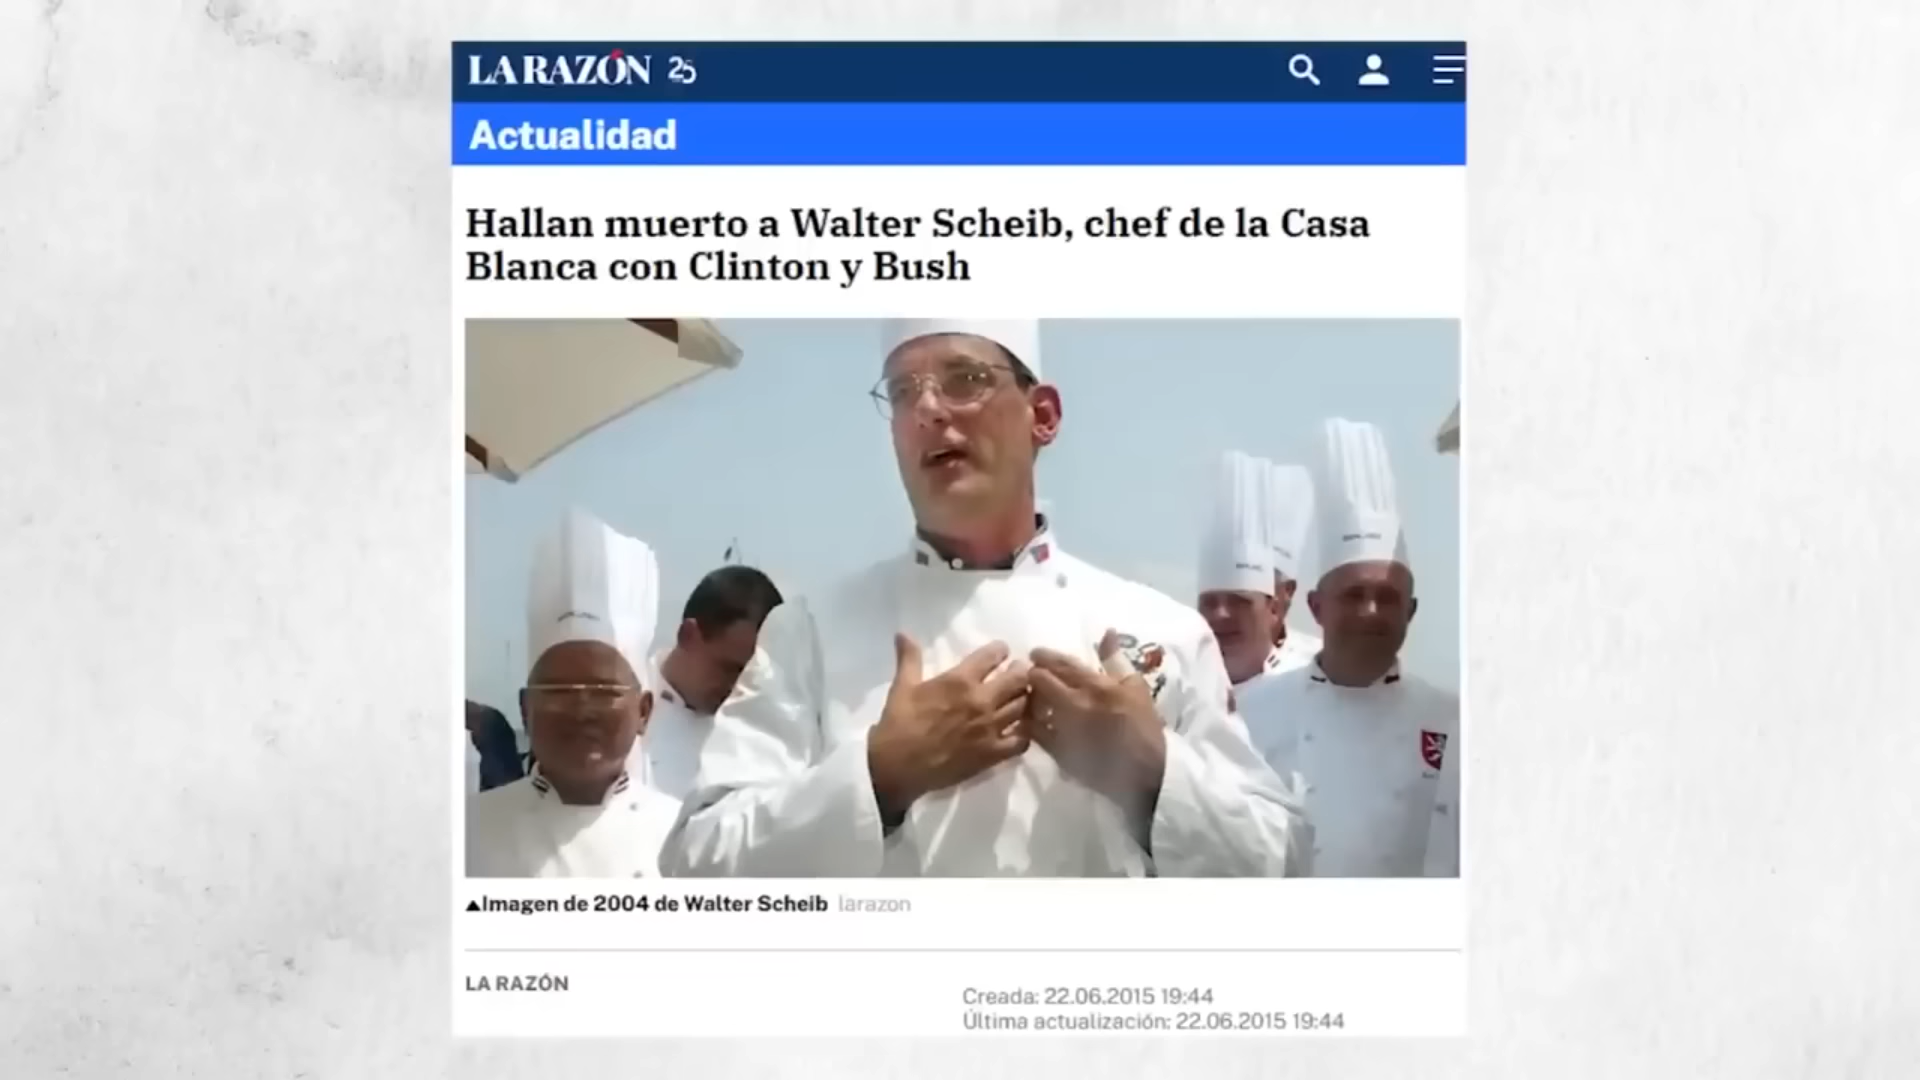 LA RAZÓN 25
Actualidad
Hallan muerto a Walter Scheib, chef de la Casa
Blanca con Clinton y Bush
▲Imagen de 2004 de Walter Scheib larazon
LA RAZÓN
Creada: 22.06.2015 19:44
Última actualización: 22.06.2015 19:44